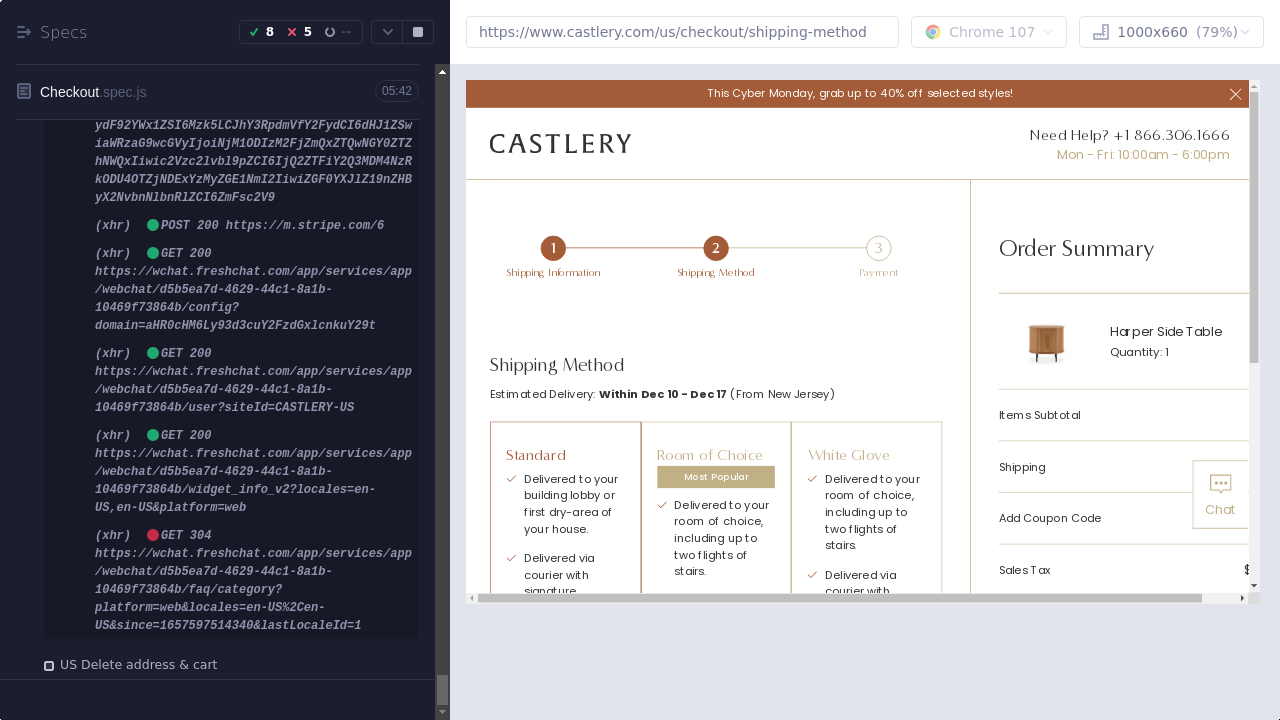 Specs
8
5
--
Checkout.spec.js
05:42
ydF92YWx1ZSI6Mzk5LCJhY3RpdmVfY2FydCI6dHJ1ZSw
iaWRzaG9wcGVyIjoiNjM1ODIzM2FjZmQxZTQwNGY0ZTZ
hNWQxIiwic2Vzc2lvbl9pZCI6IjQ2ZTFiY2Q3MDM4NzR
kODU4OTZjNDExYzMyZGE1NmI2IiwiZGF0YXJlZ19nZHB
yX2NvbnNlbnRlZCI6ZmFsc2V9
(xhr) POST 200 https://m.stripe.com/6
(xhr) GET 200
https://wchat.freshchat.com/app/services/app
/webchat/d5b5ea7d-4629-44c1-8a1b-
10469f73864b/config?
domain=aHR0cHM6Ly93d3cuY2FzdGxlcnkuY29t
(xhr) GET 200
https://wchat.freshchat.com/app/services/app
/webchat/d5b5ea7d-4629-44c1-8a1b-
10469f73864b/user?siteId=CASTLERY-US
(xhr) GET 200
https://wchat.freshchat.com/app/services/app
/webchat/d5b5ea7d-4629-44c1-8a1b-
10469f73864b/widget_info_v2?locales=en-
US,en-US&platform=web
(xhr) GET 304
https://wchat.freshchat.com/app/services/app
/webchat/d5b5ea7d-4629-44c1-8a1b-
10469f73864b/faq/category?
platform=web&locales=en-US%2Cen-
US&since=1657597514340&lastLocaleId=1
US Delete address & cart
https://www.castlery.com/us/checkout/shipping-method
Chrome 107
1000x660 (79%)
This Cyber Monday, grab up to 40% off selected styles!
CASTLERY
Need Help? +1 866.306.1666
Mon - Fri: 10:00am - 6:00pm
1
2
3
Shipping Information
Shipping Method
Payment
Shipping Method
Estimated Delivery: Within Dec 10 - Dec 17 (From New Jersey)
Standard
Delivered to your
building lobby or
first dry-area of
your house.
Delivered via
courier with
signature
Room of Choice
Most Popular
Delivered to your
room of choice,
including up to
two flights of
stairs.
White Glove
Delivered to your
room of choice,
including up to
two flights of
stairs.
Delivered via
courier with
Order Summary
Harper Side Table
Quantity: 1
Items Subtotal
Shipping
Add Coupon Code
Sales Tax
$
Chat